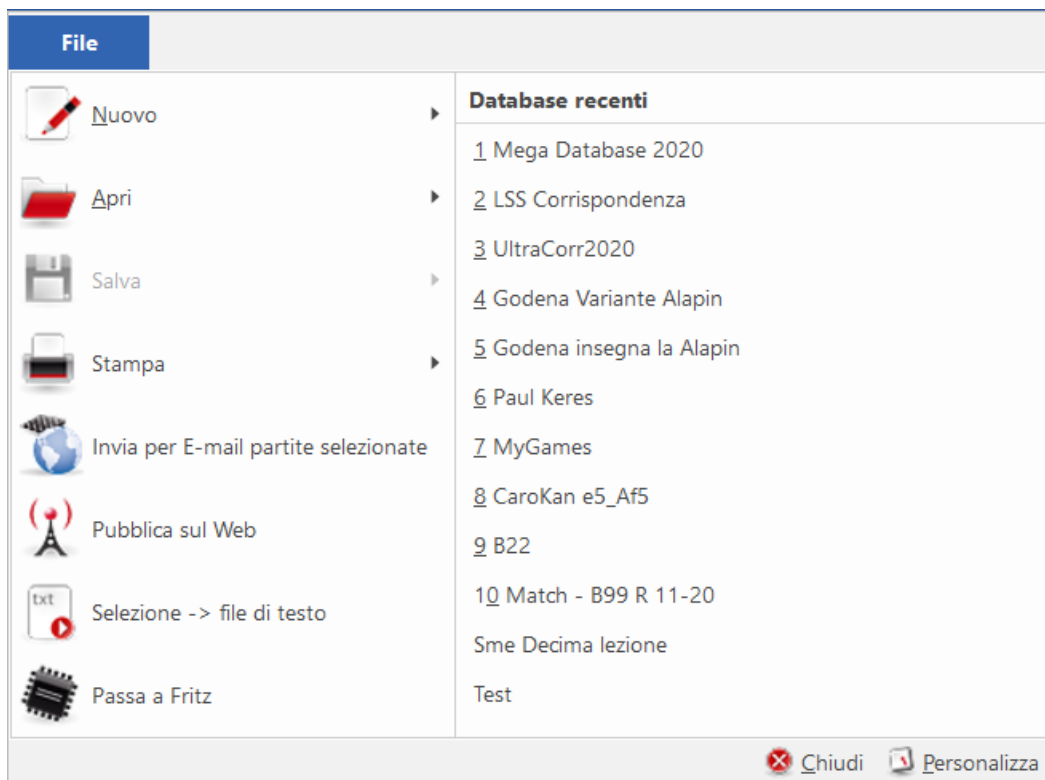 File
Nuovo
Apri
Salva
Stampa
Invia per E-mail partite selezionate
Pubblica sul Web
txt
Selezione -> file di testo
Passa a Fritz
Database recenti
1 Mega Database 2020
2 LSS Corrispondenza
3 UltraCorr2020
4 Godena Variante Alapin
5 Godena insegna la Alapin
6 Paul Keres
7 MyGames
8 CaroKan e5_Af5
9 B22
10 Match - B99 R 11-20
Sme Decima lezione
Test
Chiudi
Personalizza